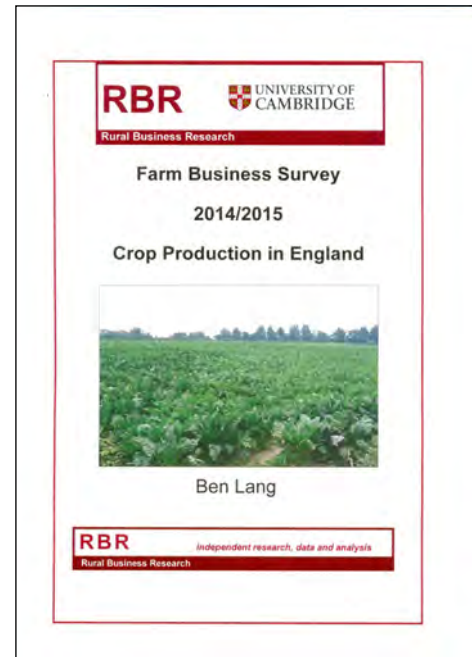 RBR
UNIVERSITY OF
CAMBRIDGE
Rural Business Research
Farm Business Survey
2014/2015
Crop Production in England
Ben Lang
RBR
independent research, data and analysis
Rural Business Research